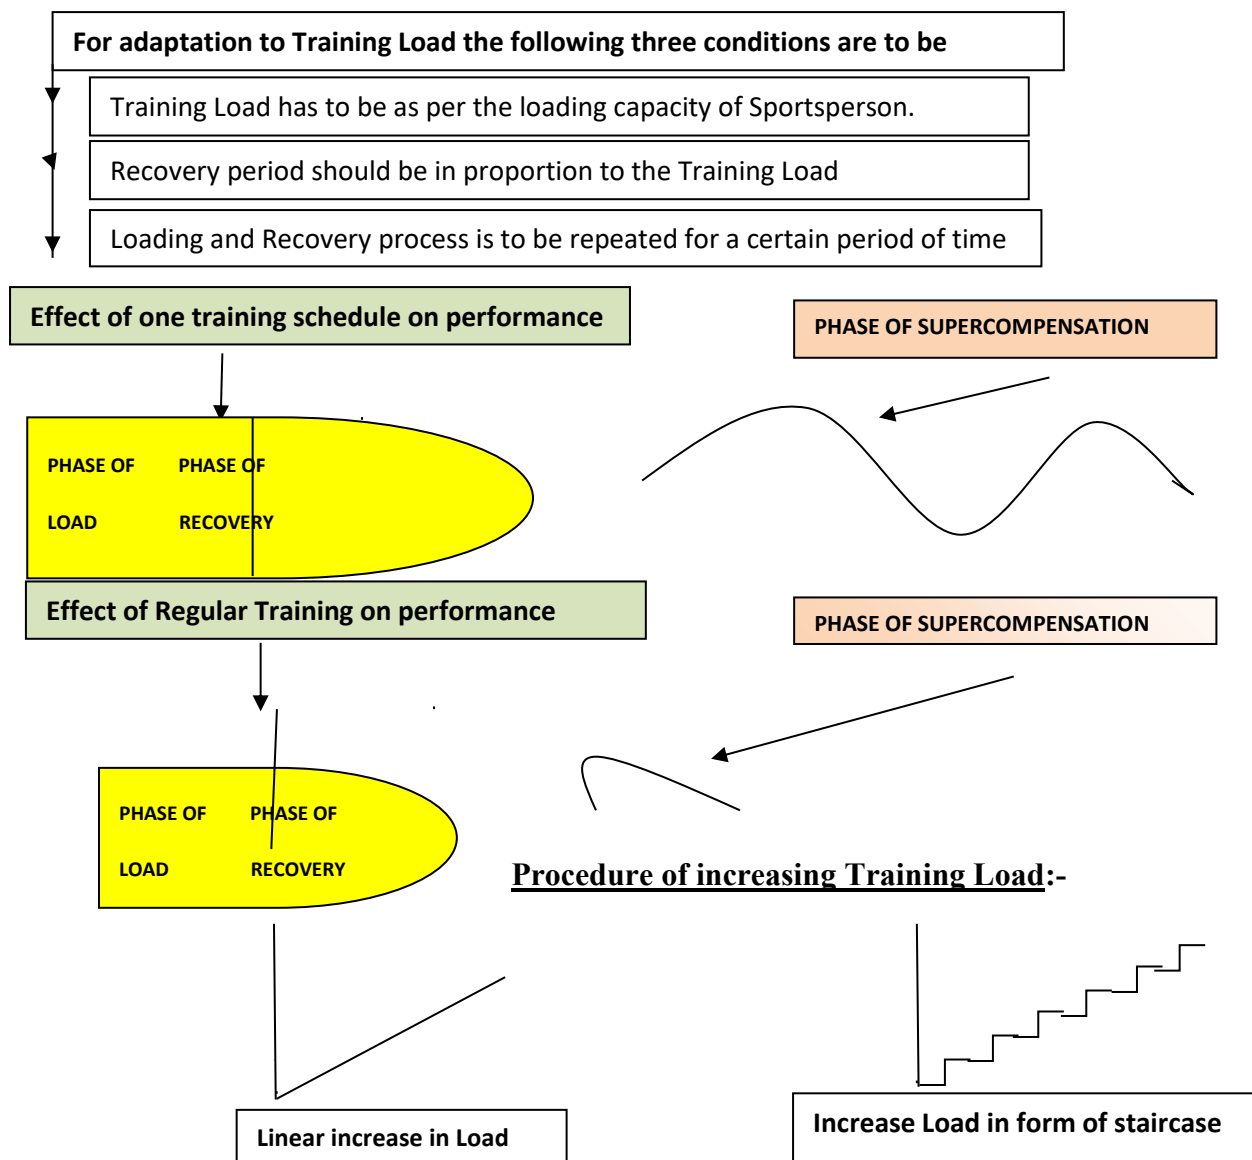 For adaptation to Training Load the following three conditions are to be
Training Load has to be as per the loading capacity of Sportsperson.
Recovery period should be in proportion to the Training Load
Loading and Recovery process is to be repeated for a certain period of time
Effect of one training schedule on performance
PHASE OF SUPERCOMPENSATION
PHASE OF PHASE OF
LOAD RECOVERY
Effect of Regular Training on performance
PHASE OF SUPERCOMPENSATION
PHASE OF PHASE OF
LOAD RECOVERY
Procedure of increasing Training Load:-
Linear increase in Load
Increase Load in form of staircase